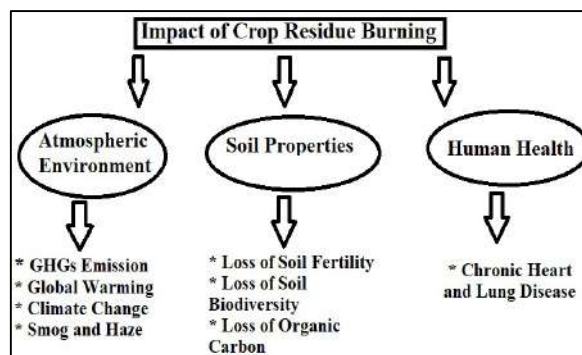 Impact of Crop Residue Burning
Atmospheric
Environment
Soil Properties
Human Health
* GHGs Emission
* Global Warming
* Climate Change
* Smog and Haze
* Loss of Soil Fertility
* Loss of Soil
Biodiversity
* Loss of Organic
Carbon
* Chronic Heart
and Lung Disease